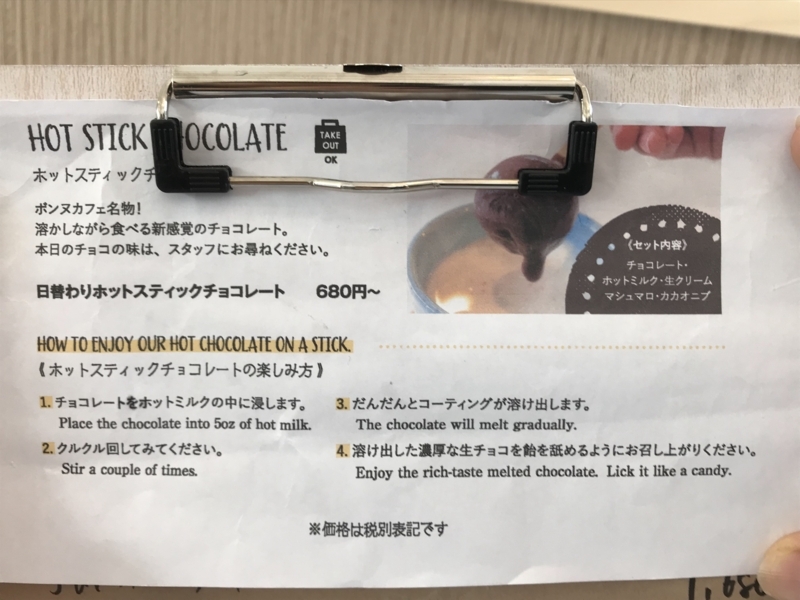 HOT STICK CHOCOLATE
TAKE
OUT
OK
ホットスティックチ
ボンヌカフェ名物!
溶かしながら食べる新感覚のチョコレート。
本日のチョコの味は、スタッフにお尋ねください。
日替わりホットスティックチョコレート 680円~
《セット内容》
チョコレート・
ホットミルク・生クリーム
マシュマロ・カカオニブ
HOW TO ENJOY OUR HOT CHOCOLATE ON A STICK.
《ホットスティックチョコレートの楽しみ方》
1. チョコレートをホットミルクの中に浸します。
Place the chocolate into 5oz of hot milk.
2. クルクル回してみてください。
Stir a couple of times.
3. だんだんとコーティングが溶け出します。
The chocolate will melt gradually.
4. 溶け出した濃厚な生チョコを飴を舐めるようにお召し上がりください。
Enjoy the rich-taste melted chocolate. Lick it like a candy.
※価格は税別表記です